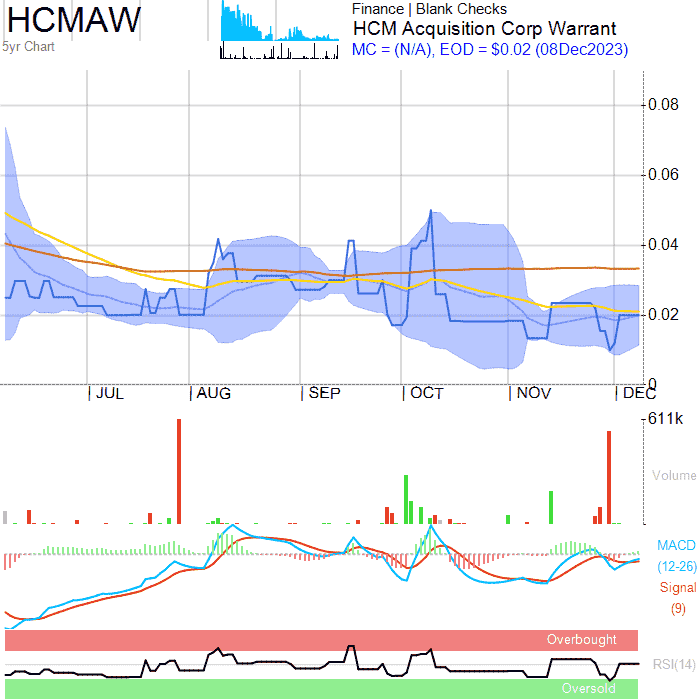 HCMAW
5yr Chart
Finance | Blank Checks
HCM Acquisition Corp Warrant
MC = (N/A), EOD = $0.02 (08Dec2023)
0.08
0.06
0.04
0.02
0
JUL AUG SEP OCT NOV DEC
611k
Volume
MACD
(12-26)
Signal
(9)
Overbought
RSI(14)
Oversold